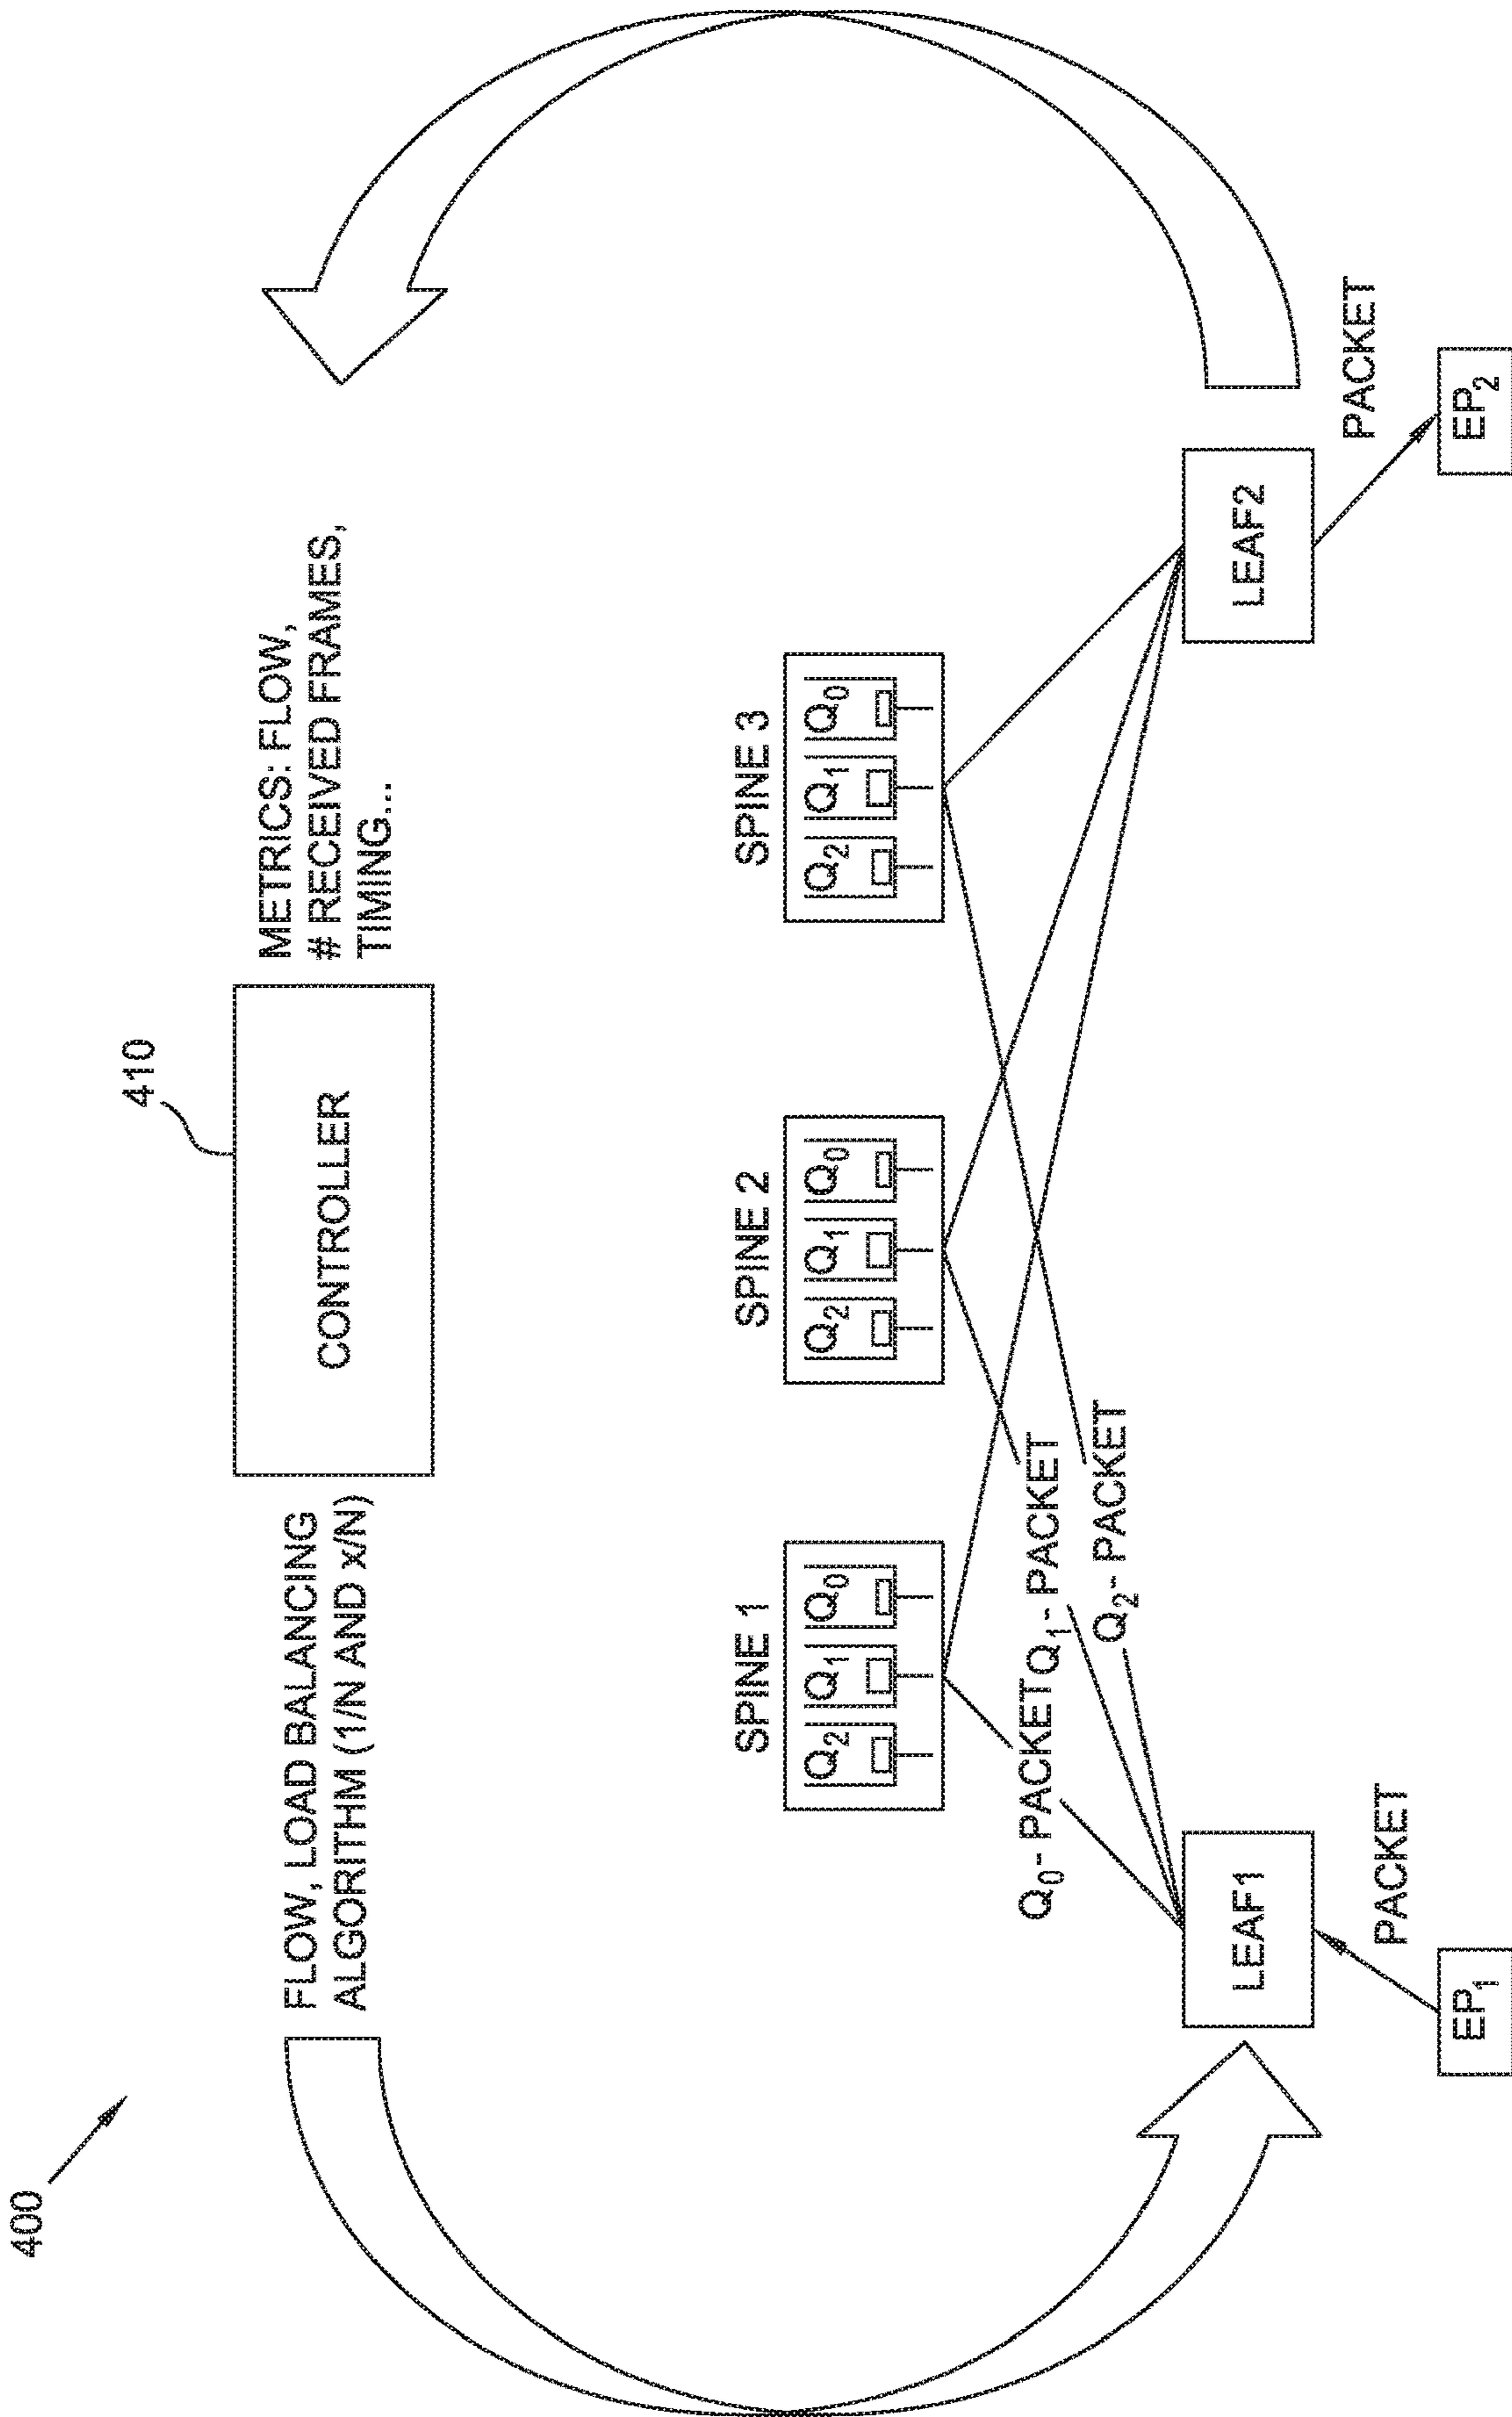 400
410
FLOW, LOAD BALANCING
ALGORITHM (1/N AND x/N)
CONTROLLER
METRICS: FLOW,
# RECEIVED FRAMES,
TIMING...
SPINE 1
Q₂ Q₁ Q₀
SPINE 2
Q₂ Q₁ Q₀
SPINE 3
Q₂ Q₁ Q₀
Q₀- PACKET
Q₁- PACKET
Q₂- PACKET
LEAF1
LEAF2
PACKET
PACKET
EP₁
EP₂